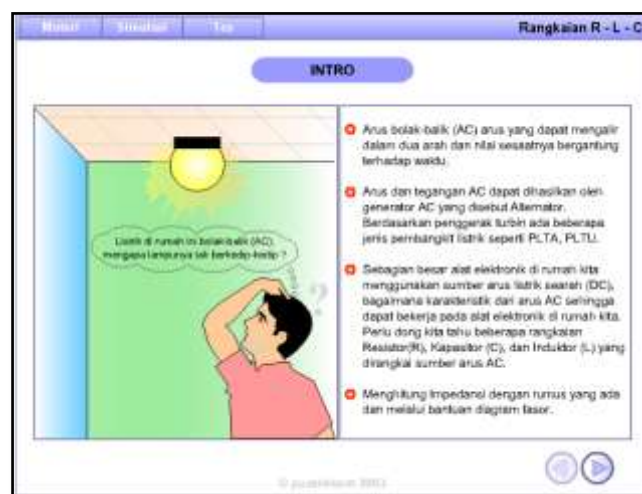 Materi Simulasi Tes
Rangkaian R - L - C
INTRO
Listrik di rumah ini bolak-balik (AC),
mengapa lampunya tak berkedip-kedip ?
?
Arus bolak-balik (AC) arus yang dapat mengalir
dalam dua arah dan nilai sesaatnya bergantung
terhadap waktu.
Arus dan tegangan AC dapat dihasilkan oleh
generator AC yang disebut Alternator.
Berdasarkan penggerak turbin ada beberapa
jenis pembangkit listrik seperti PLTA, PLTU.
Sebagian besar alat elektronik di rumah kita
menggunakan sumber arus listrik searah (DC),
bagaimana karakteristik dari arus AC sehingga
dapat bekerja pada alat elektronik di rumah kita.
Perlu dong kita tahu beberapa rangkaian
Resistor(R), Kapasitor (C), dan Induktor (L) yang
dirangkai sumber arus AC.
Menghitung Impedansi dengan rumus yang ada
dan melalui bantuan diagram fasor.